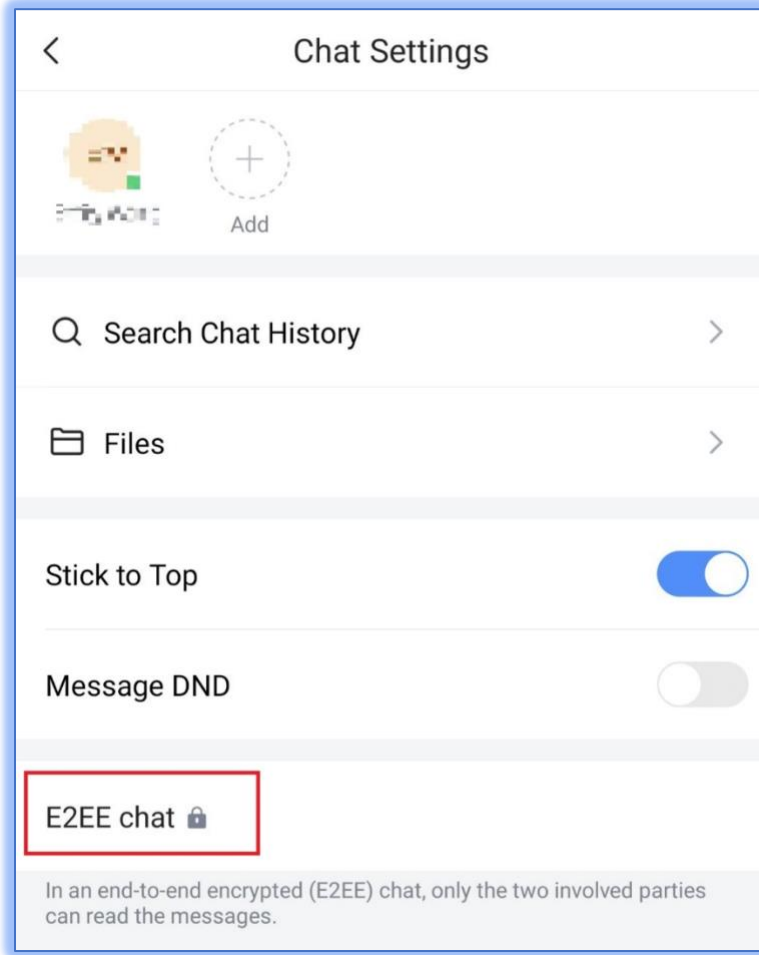 Chat Settings
Add
Search Chat History
Files
Stick to Top
Message DND
E2EE chat
In an end-to-end encrypted (E2EE) chat, only the two involved parties
can read the messages.